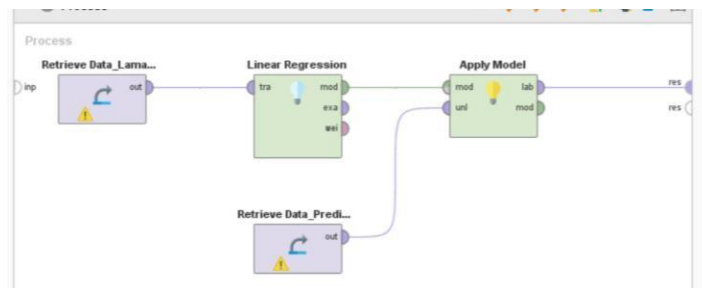 Process
Retrieve Data_Lama...
Linear Regression
Apply Model
inp
out
tra
mod
exa
wei
mod
unl
lab
mod
res
res
Retrieve Data_Predi...
out